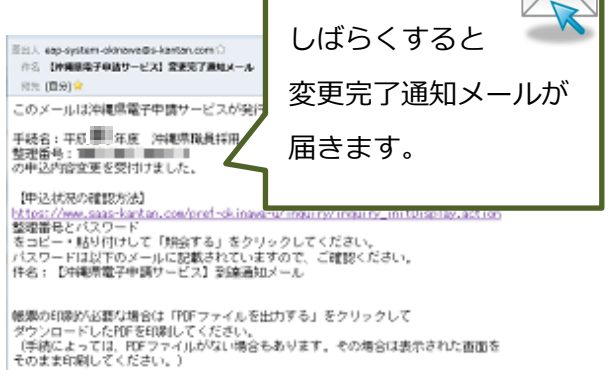 しばらくすると
変更完了通知メールが
届きます。
差出人 eap-system-okinawa@s-kantan.com
件名 【沖縄県電子申請サービス】変更完了通知メール
宛先 (自分)
このメールは沖縄県電子申請サービスが発行
手続名：平成 年度 沖縄県職員採用
整理番号：
の申込内容変更を受付けました。
【申込状況の確認方法】
https://www.saas-kantan.com/pref-okinawa-u/inquiry/inquiry_initDisplay.action
整理番号とパスワード
をコピー・貼り付けして「照会する」をクリックしてください。
パスワードは以下のメールに記載されていますので、ご確認ください。
件名：【沖縄県電子申請サービス】到達通知メール
帳票の印刷が必要な場合は「PDFファイルを出力する」をクリックして
ダウンロードしたPDFを印刷してください。
（手続によっては、PDFファイルがない場合もあります。その場合は表示された画面を
そのまま印刷してください。）